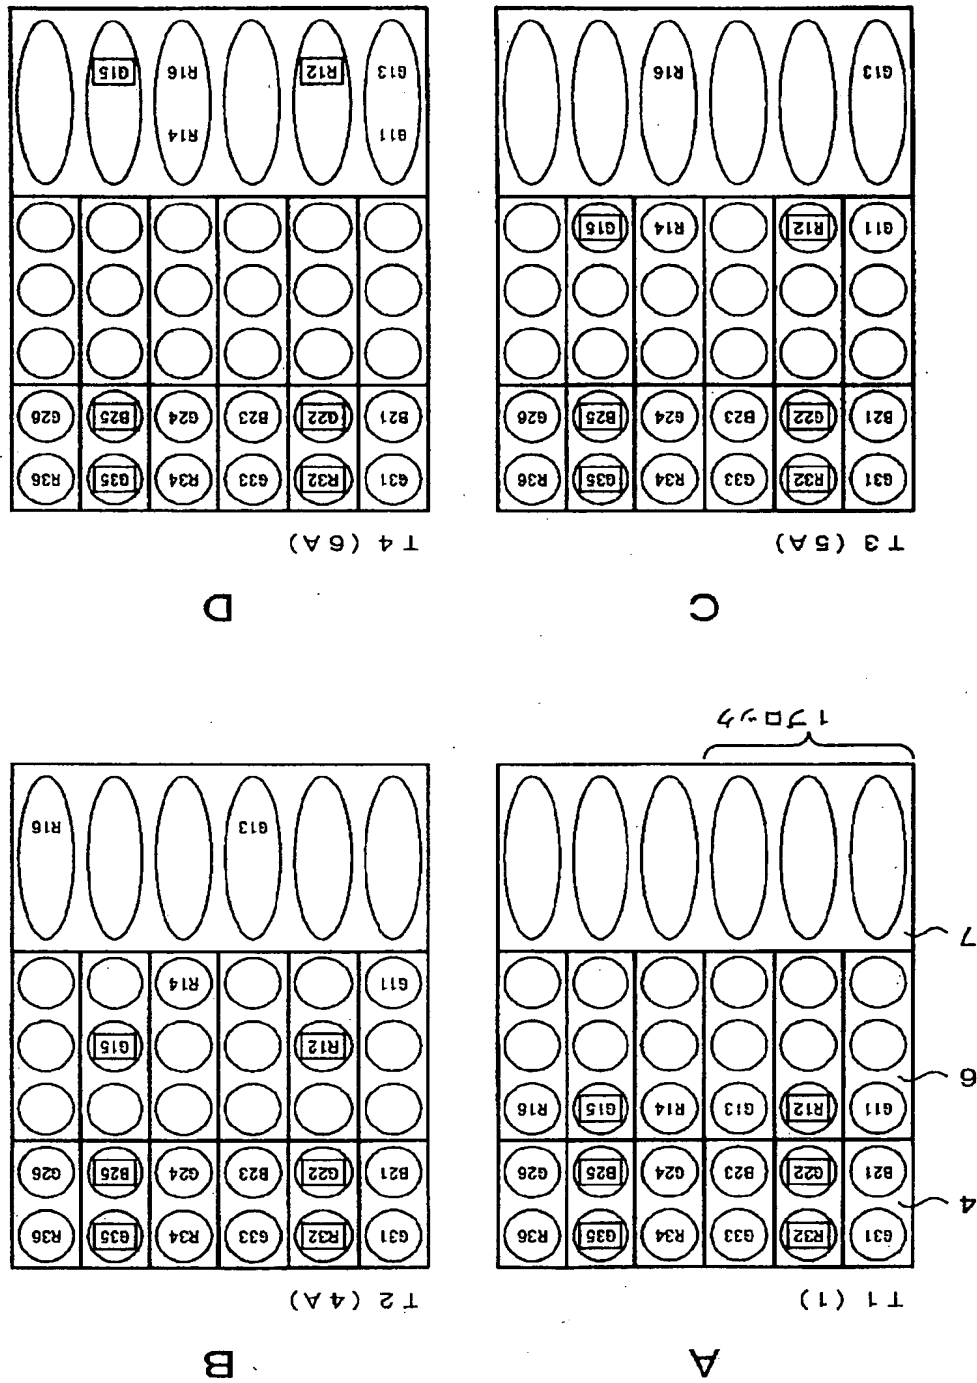 A
T1 (1)
G31 R32 G33 R34 G35 R36
4
B21 G22 B23 G24 B25 G26
G11 R12 G13 R14 G15 R16
6
7
1ブロック
B
T2 (4A)
G31 R32 G33 R34 G35 R36
B21 G22 B23 G24 B25 G26
R12 G15
G11 R14
G13 R16
C
T3 (5A)
G31 R32 G33 R34 G35 R36
B21 G22 B23 G24 B25 G26
G11 R12 R14 G15
G13 R16
D
T4 (6A)
G31 R32 G33 R34 G35 R36
B21 G22 B23 G24 B25 G26
G11 R14
G13 R12 R16 G15